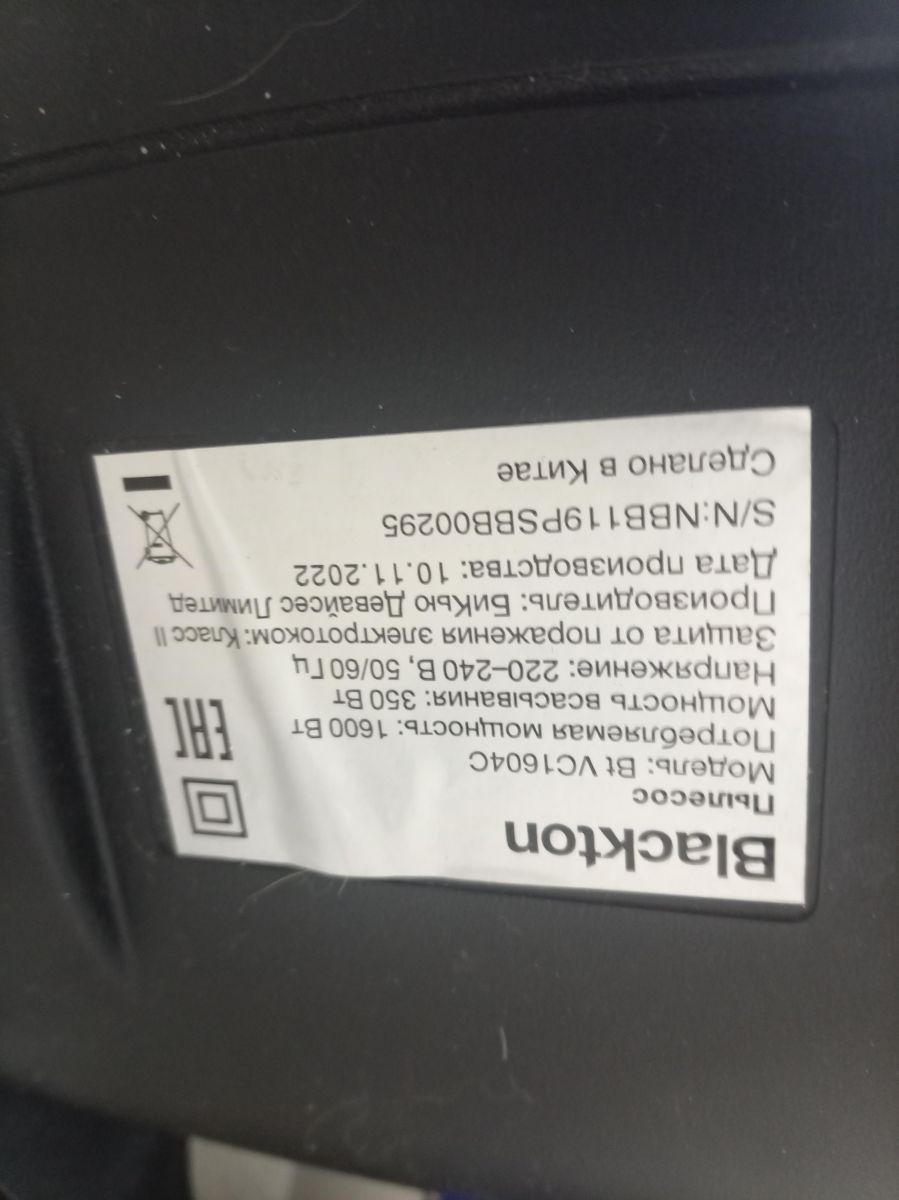 Blackton
Пылесос
Модель: Bt VC1604C
Потребляемая мощность: 1600 Вт
Мощность всасывания: 350 Вт
Напряжение: 220–240 В, 50/60 Гц
Защита от поражения электротоком: Класс II
Производитель: БиКью Девайсес Лимитед
Дата производства: 10.11.2022
S/N:NBB119PSBB00295
Сделано в Китае
EAC